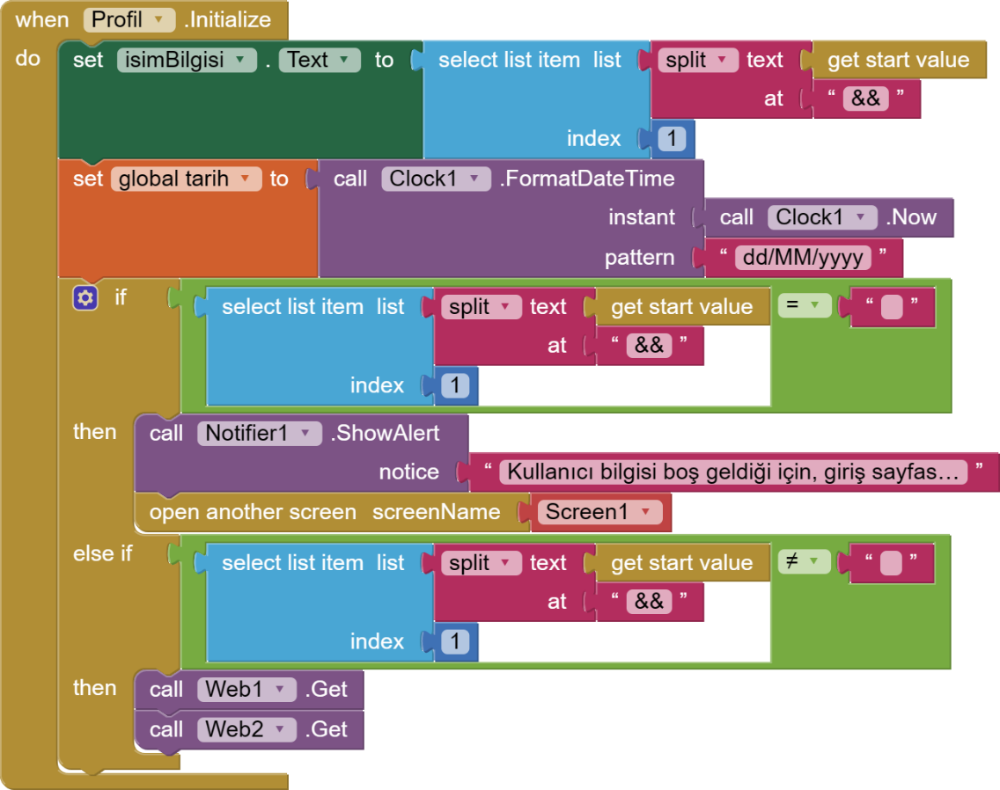 when Profil .Initialize
do set isimBilgisi . Text to select list item list split text get start value
at “ && ”
index 1
set global tarih to call Clock1 .FormatDateTime
instant call Clock1 .Now
pattern “ dd/MM/yyyy ”
if select list item list split text get start value = “ ”
at “ && ”
index 1
then call Notifier1 .ShowAlert
notice “ Kullanıcı bilgisi boş geldiği için, giriş sayfas... ”
open another screen screenName Screen1
else if select list item list split text get start value ≠ “ ”
at “ && ”
index 1
then call Web1 .Get
call Web2 .Get